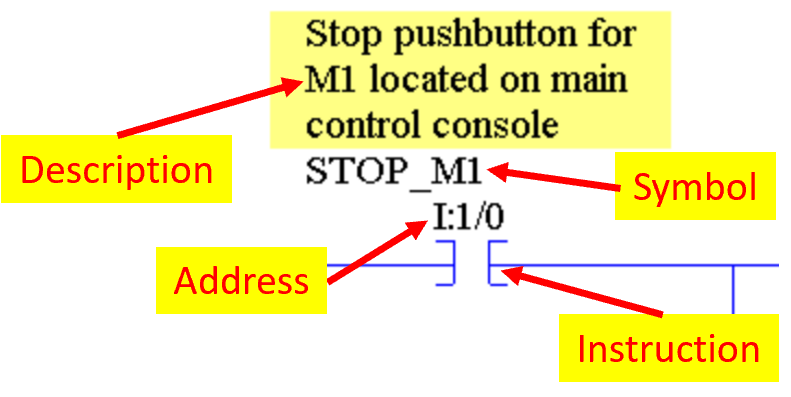 Stop pushbutton for
M1 located on main
control console
Description
STOP_M1
Symbol
I:1/0
Address
Instruction